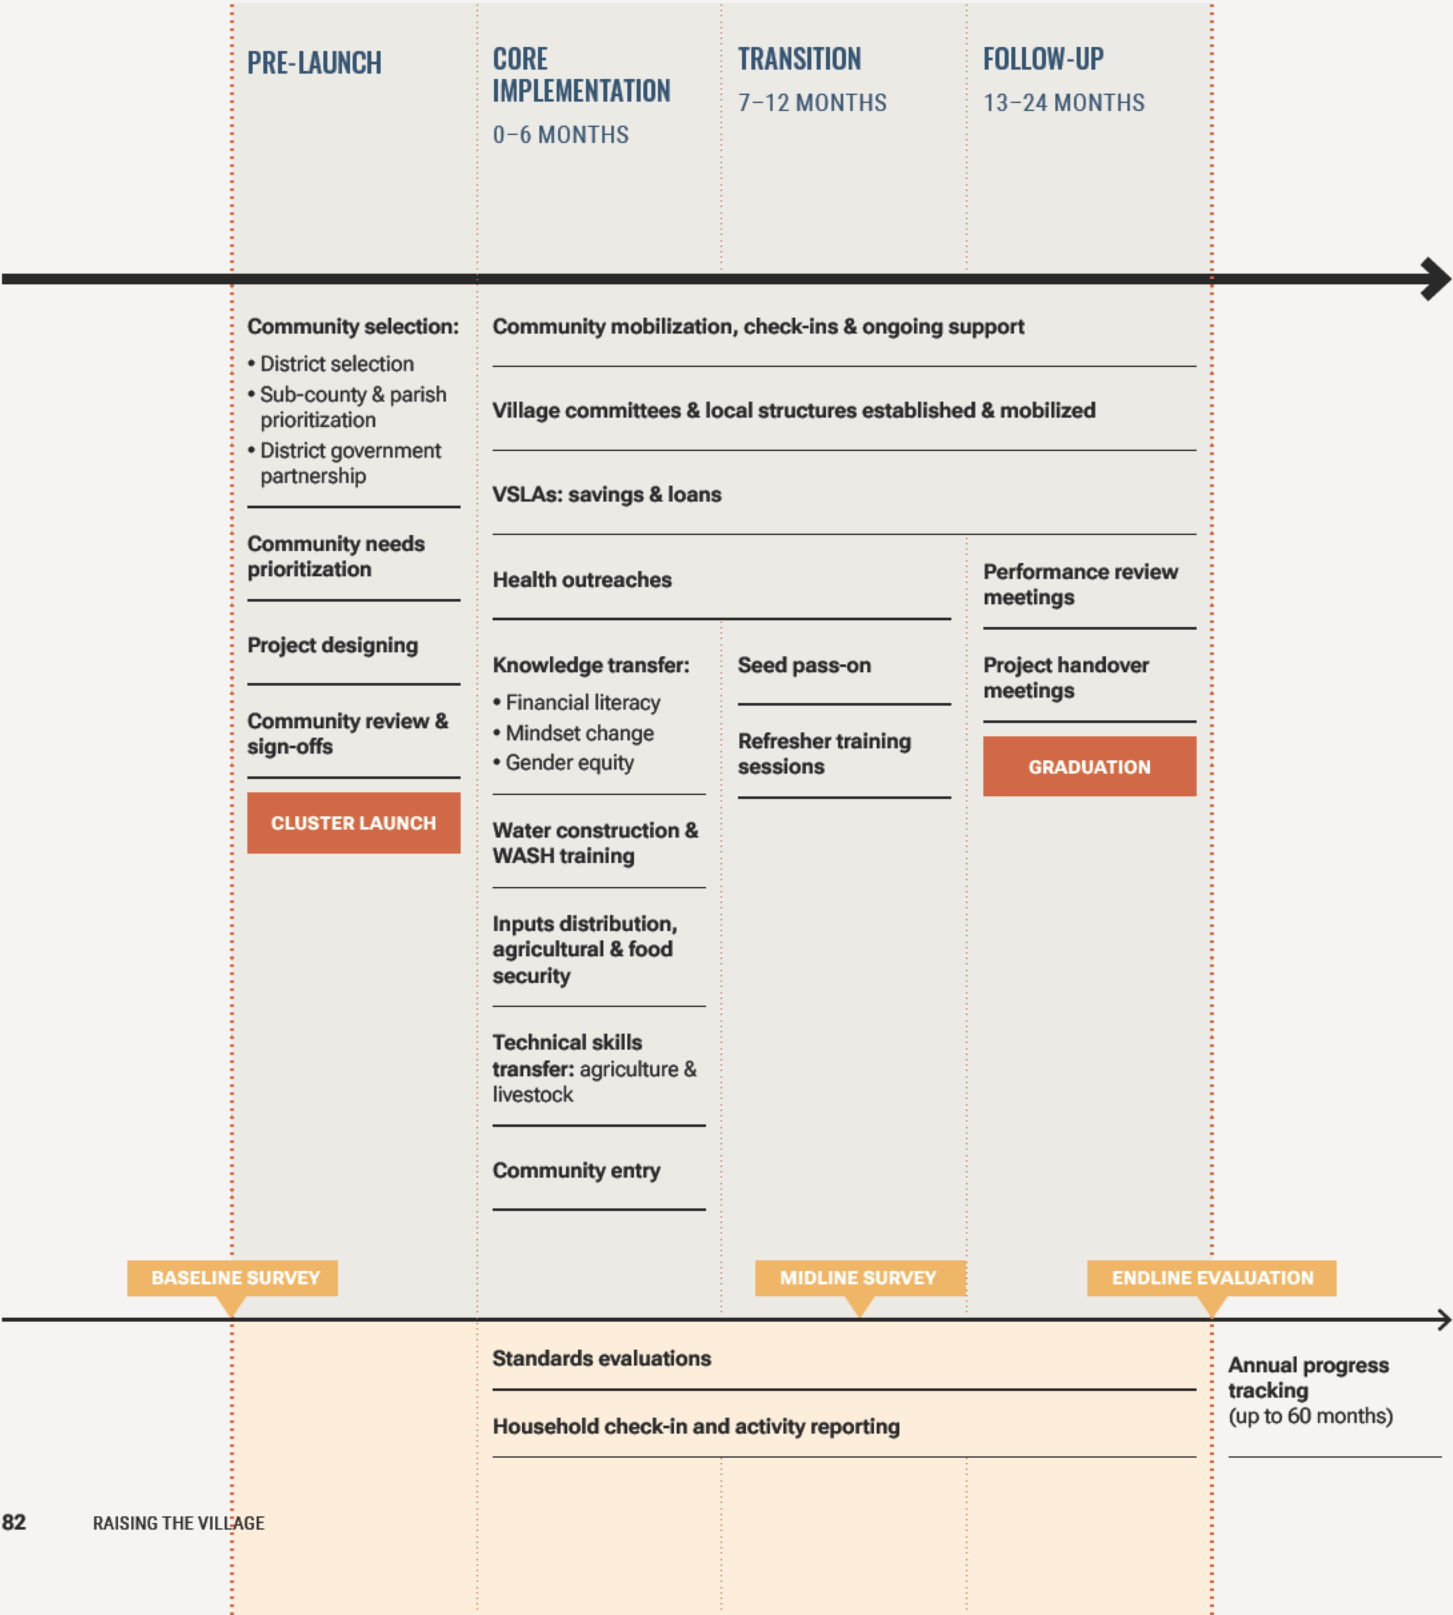 PRE-LAUNCH
CORE
IMPLEMENTATION
0–6 MONTHS
TRANSITION
7–12 MONTHS
FOLLOW-UP
13–24 MONTHS
Community selection:
• District selection
• Sub-county & parish
prioritization
• District government
partnership
Community needs
prioritization
Project designing
Community review &
sign-offs
CLUSTER LAUNCH
Community mobilization, check-ins & ongoing support
Village committees & local structures established & mobilized
VSLAs: savings & loans
Health outreaches
Knowledge transfer:
• Financial literacy
• Mindset change
• Gender equity
Water construction &
WASH training
Inputs distribution,
agricultural & food
security
Technical skills
transfer: agriculture &
livestock
Community entry
Seed pass-on
Refresher training
sessions
Performance review
meetings
Project handover
meetings
GRADUATION
BASELINE SURVEY
MIDLINE SURVEY
ENDLINE EVALUATION
Standards evaluations
Household check-in and activity reporting
Annual progress
tracking
(up to 60 months)
82 RAISING THE VILLAGE